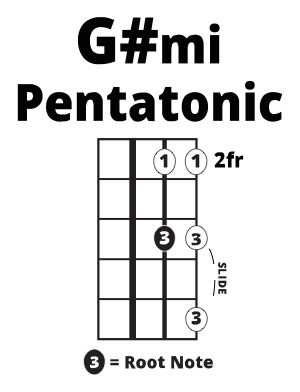 G#mi
Pentatonic
1 1 2fr
3 3
SLIDE
3
3 = Root Note